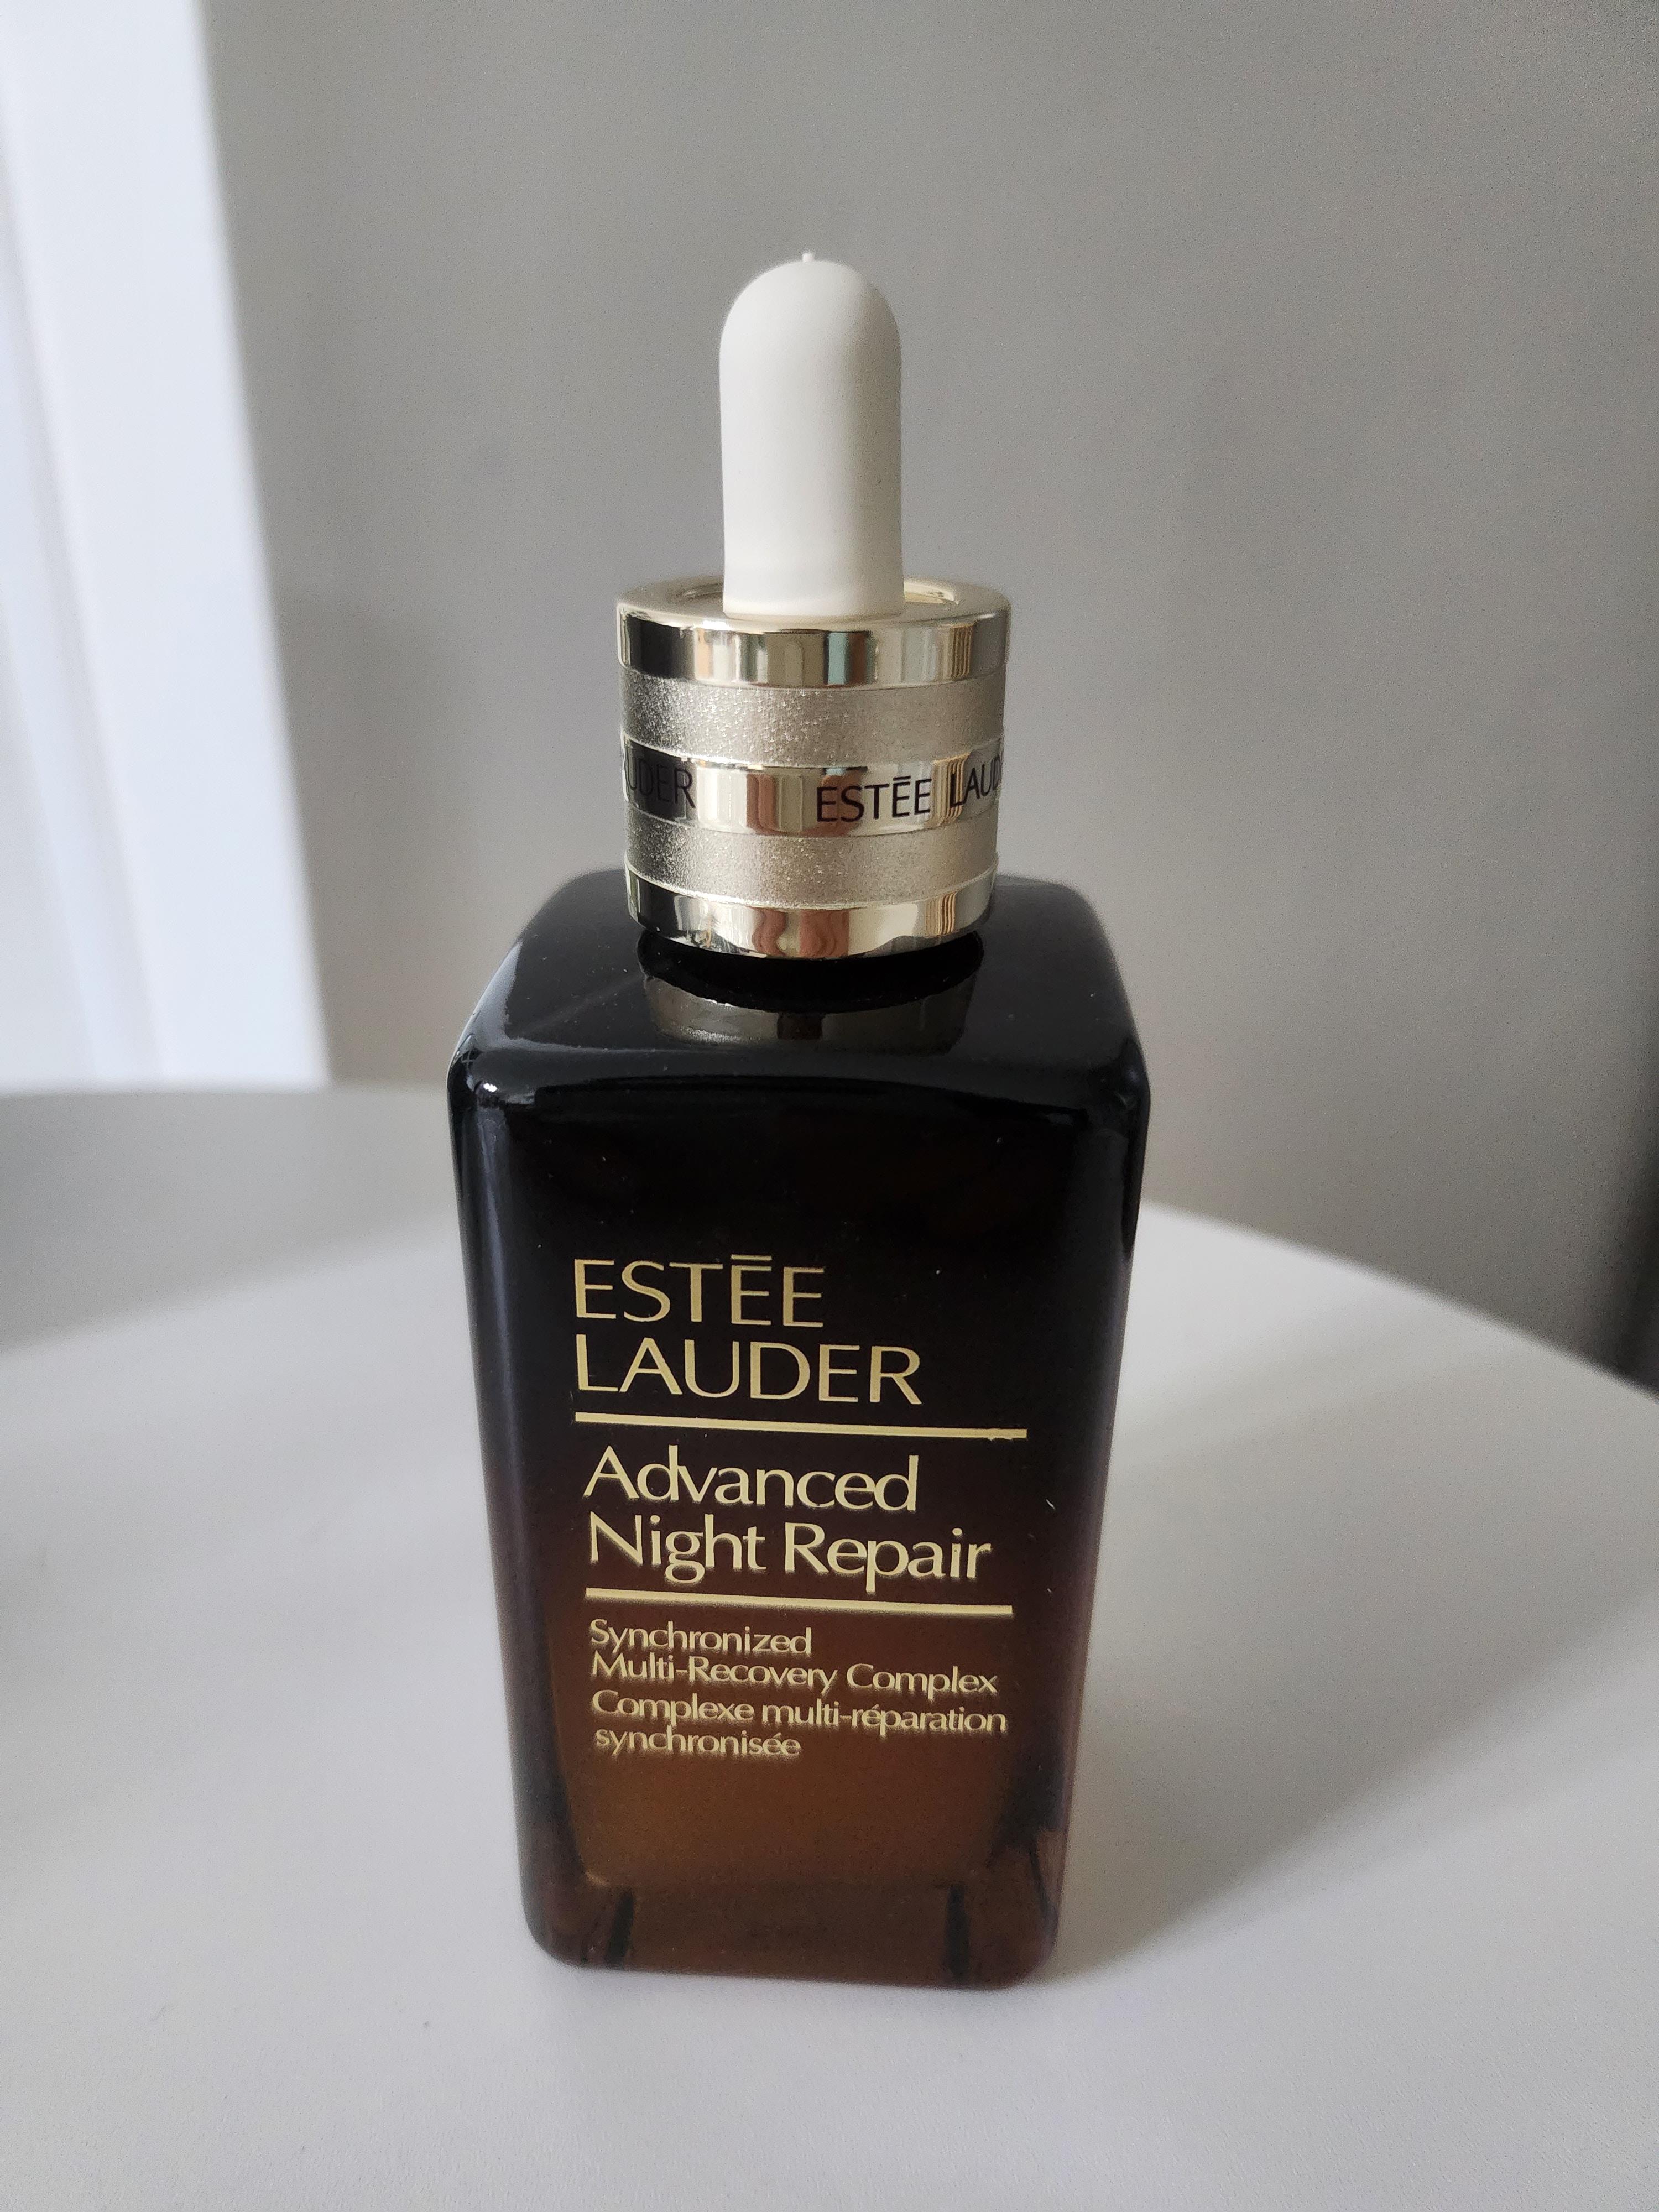 UDER ESTĒE LAUD
ESTĒE
LAUDER
Advanced
Night Repair
Synchronized
Multi-Recovery Complex
Complexe multi-réparation
synchronisée